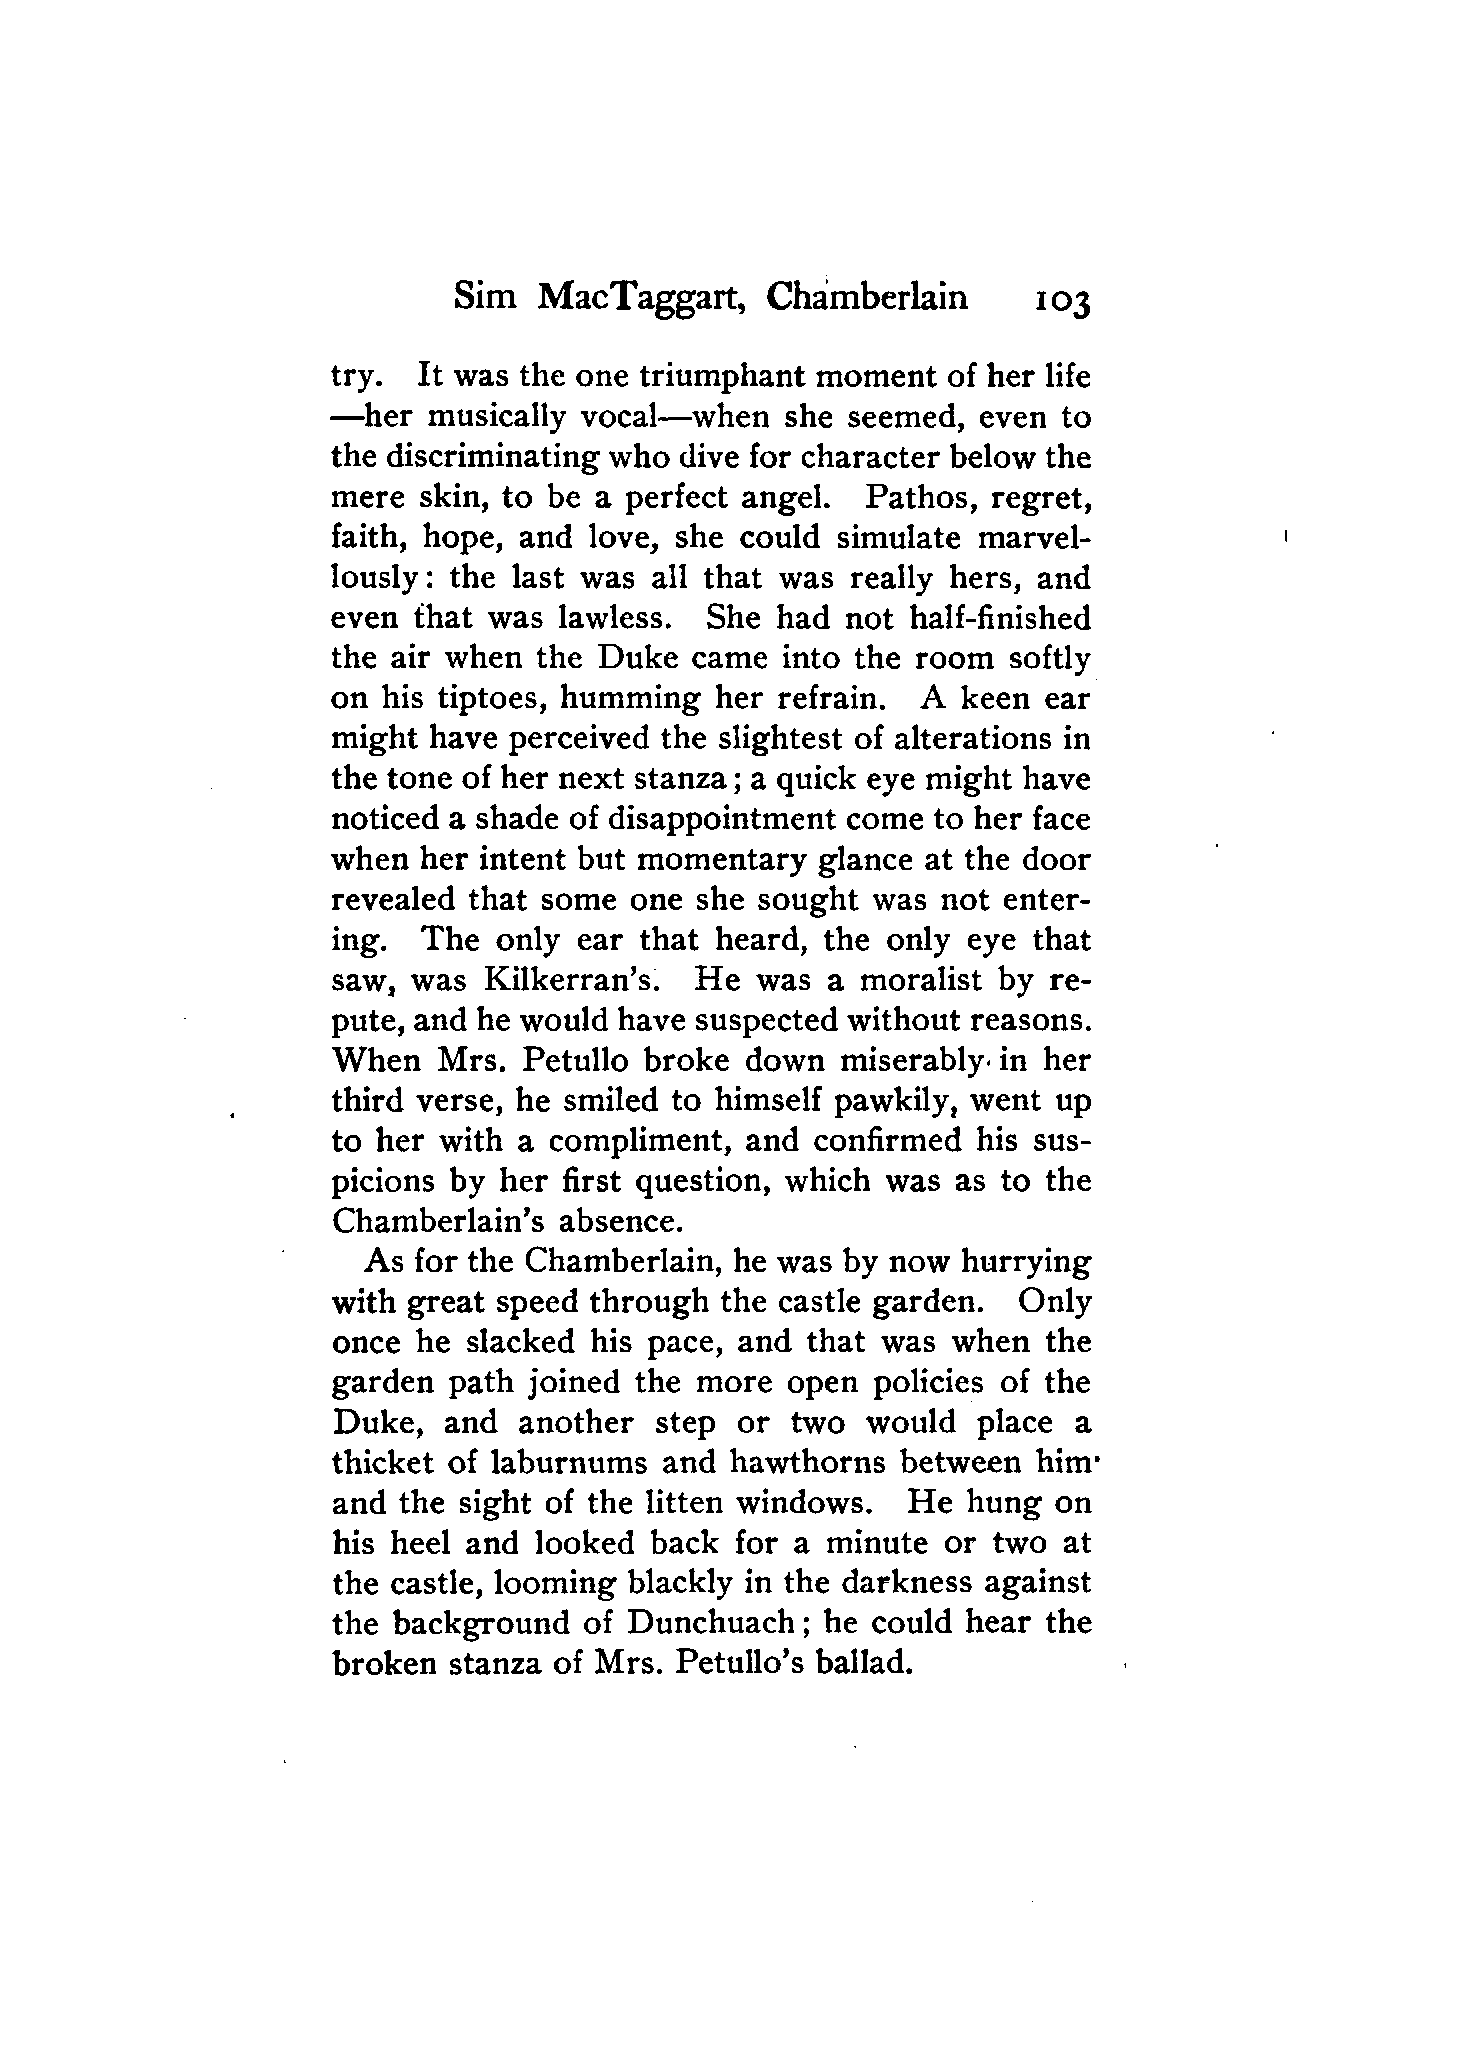 Sim MacTaggart, Chamberlain 103
try. It was the one triumphant moment of her life
—her musically vocal—when she seemed, even to
the discriminating who dive for character below the
mere skin, to be a perfect angel. Pathos, regret,
faith, hope, and love, she could simulate marvel-
lously: the last was all that was really hers, and
even that was lawless. She had not half-finished
the air when the Duke came into the room softly
on his tiptoes, humming her refrain. A keen ear
might have perceived the slightest of alterations in
the tone of her next stanza; a quick eye might have
noticed a shade of disappointment come to her face
when her intent but momentary glance at the door
revealed that some one she sought was not enter-
ing. The only ear that heard, the only eye that
saw, was Kilkerran's. He was a moralist by re-
pute, and he would have suspected without reasons.
When Mrs. Petullo broke down miserably in her
third verse, he smiled to himself pawkily, went up
to her with a compliment, and confirmed his sus-
picions by her first question, which was as to the
Chamberlain's absence.
As for the Chamberlain, he was by now hurrying
with great speed through the castle garden. Only
once he slacked his pace, and that was when the
garden path joined the more open policies of the
Duke, and another step or two would place a
thicket of laburnums and hawthorns between him
and the sight of the litten windows. He hung on
his heel and looked back for a minute or two at
the castle, looming blackly in the darkness against
the background of Dunchuach; he could hear the
broken stanza of Mrs. Petullo's ballad.